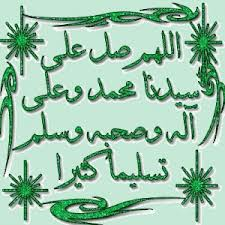 اللهم صل على
سيدنا محمد وعلى
آله وصحبه وسلم
تسليما كثيرا